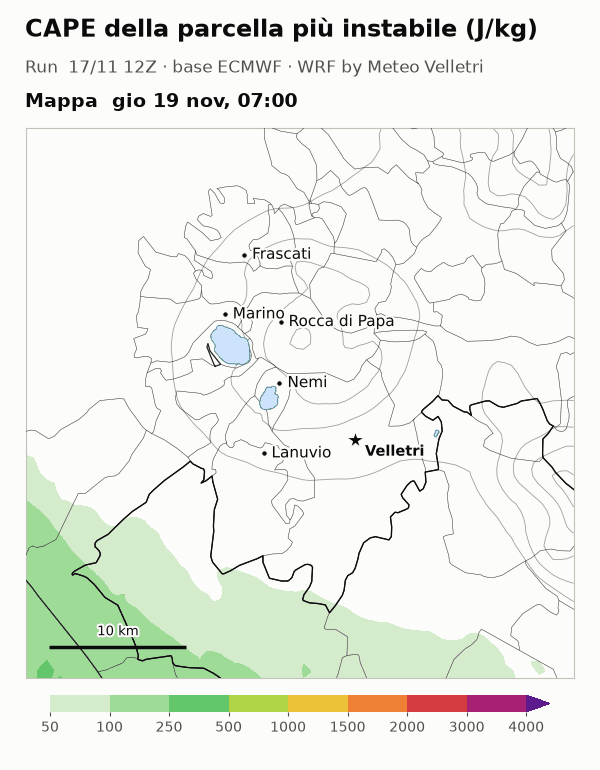 CAPE della parcella più instabile (J/kg)
Run  17/11 12Z · base ECMWF · WRF by Meteo Velletri
Mappa  gio 19 nov, 07:00
Frascati
Marino
Rocca di Papa
Nemi
Velletri
Lanuvio
10 km
50 100 250 500 1000 1500 2000 3000 4000